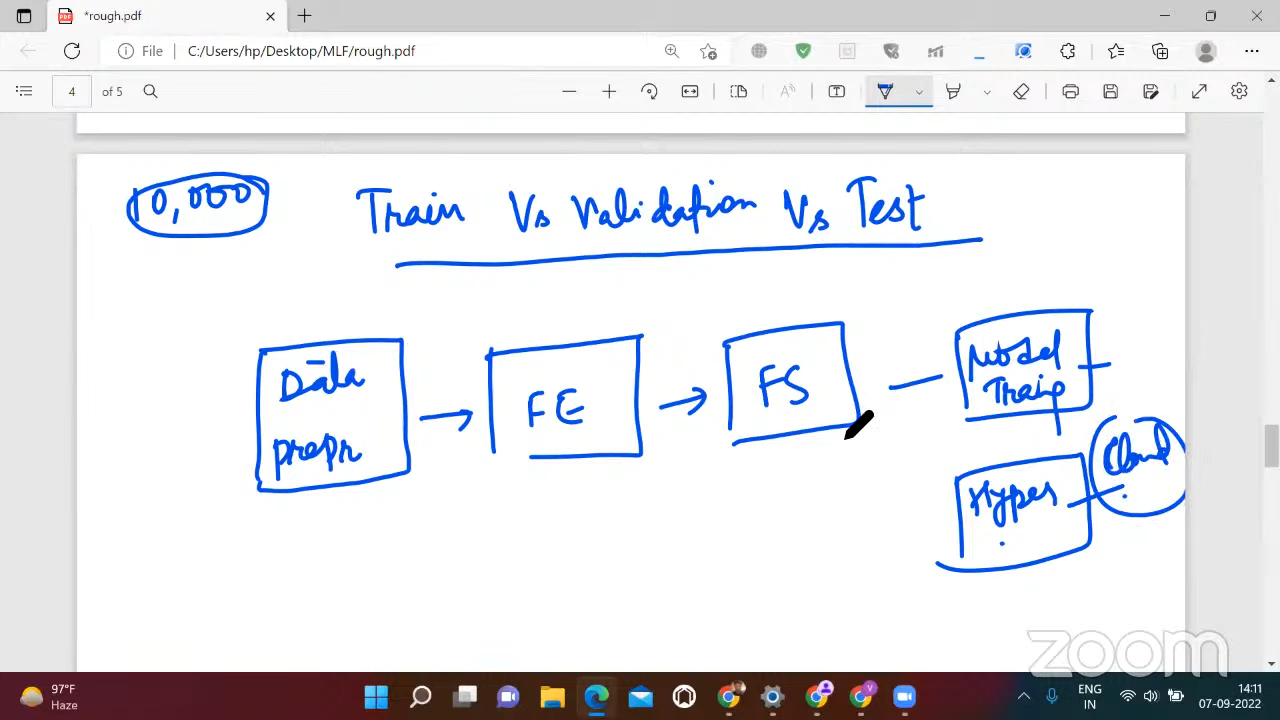 *rough.pdf
File C:/Users/hp/Desktop/MLF/rough.pdf
4 of 5
10,000 Train Vs Validation Vs Test
Data prepr
FE
FS
Model Train
Hyper
Cloud
zoom
97°F
Haze
ENG
IN
14:11
07-09-2022